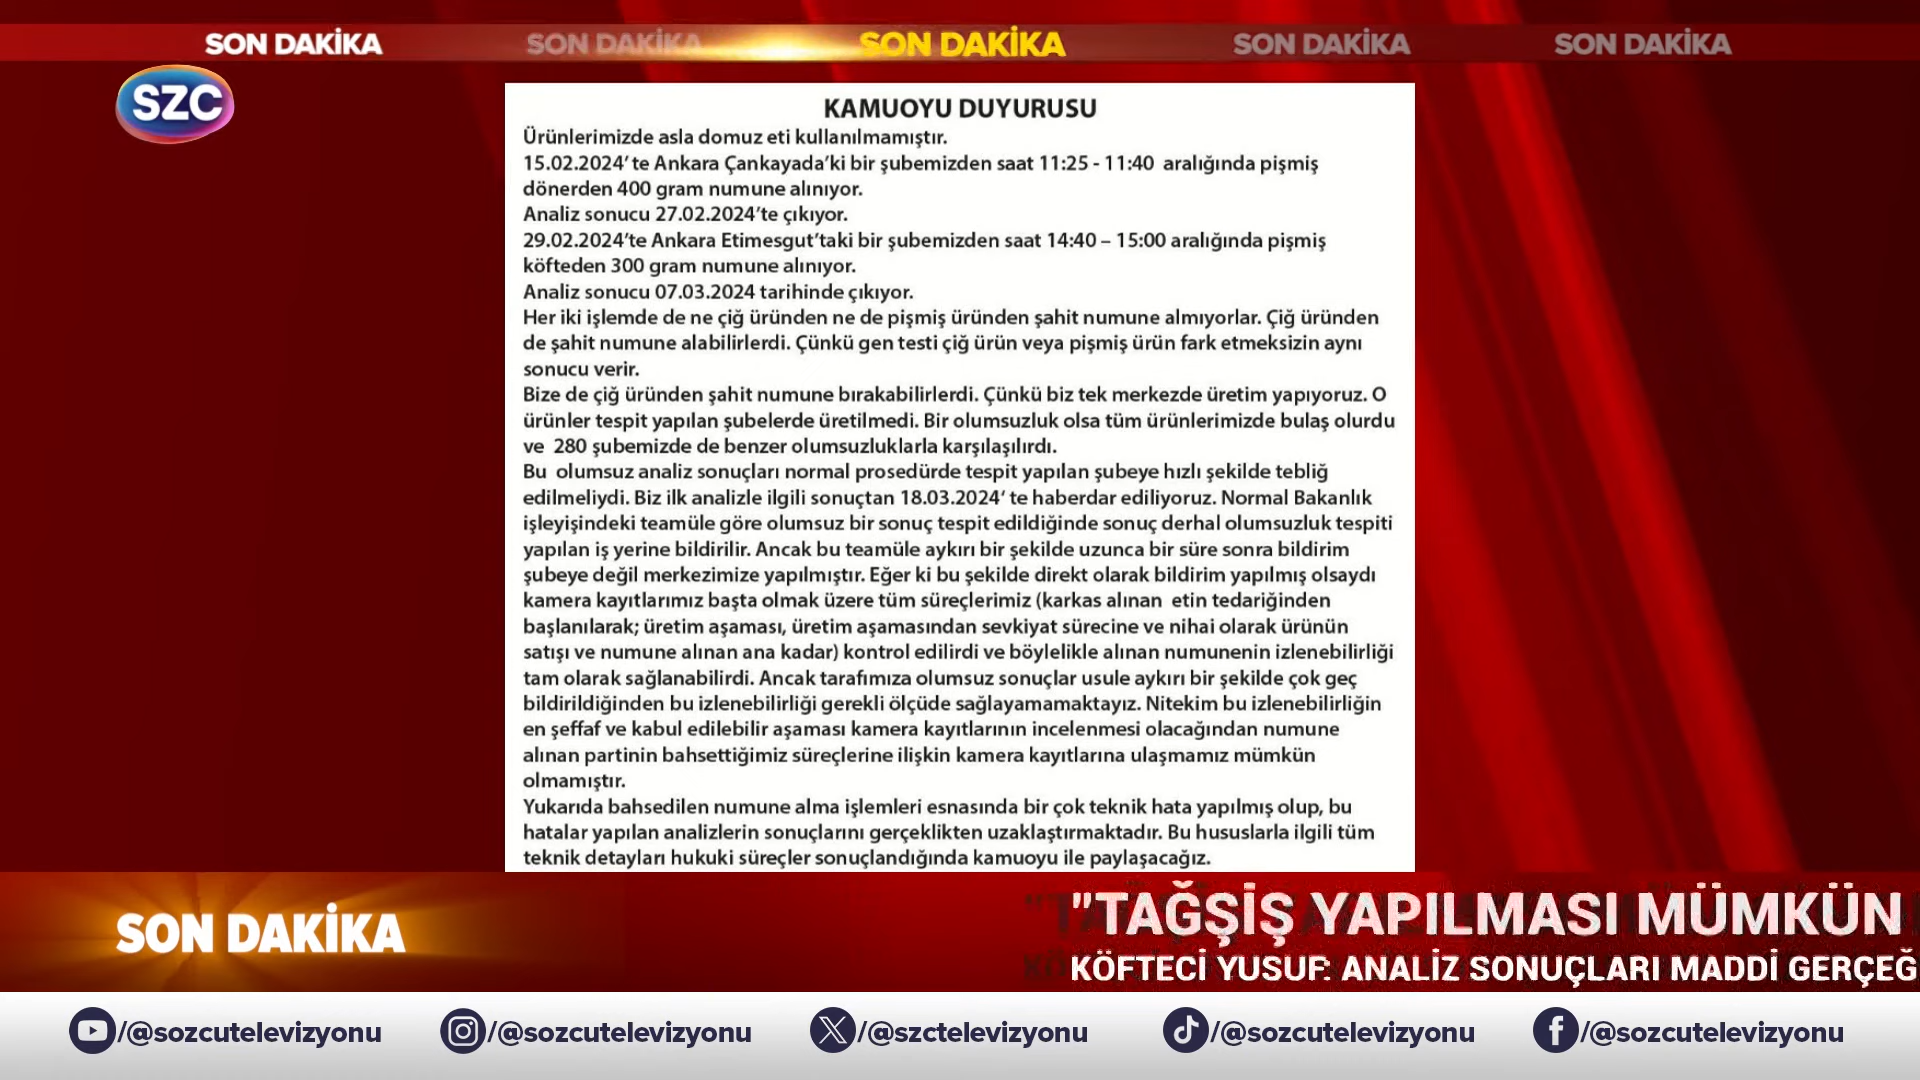 SON DAKİKA SON DAKİKA SON DAKİKA SON DAKİKA SON DAKİKA
SZC
KAMUOYU DUYURUSU
Ürünlerimizde asla domuz eti kullanılmamıştır.
15.02.2024’ te Ankara Çankayada’ki bir şubemizden saat 11:25 - 11:40 aralığında pişmiş
dönerden 400 gram numune alınıyor.
Analiz sonucu 27.02.2024’te çıkıyor.
29.02.2024’te Ankara Etimesgut’taki bir şubemizden saat 14:40 – 15:00 aralığında pişmiş
köfteden 300 gram numune alınıyor.
Analiz sonucu 07.03.2024 tarihinde çıkıyor.
Her iki işlemde de ne çiğ üründen ne de pişmiş üründen şahit numune almıyorlar. Çiğ üründen
de şahit numune alabilirlerdi. Çünkü gen testi çiğ ürün veya pişmiş ürün fark etmeksizin aynı
sonucu verir.
Bize de çiğ üründen şahit numune bırakabilirlerdi. Çünkü biz tek merkezde üretim yapıyoruz. O
ürünler tespit yapılan şubelerde üretilmedi. Bir olumsuzluk olsa tüm ürünlerimizde bulaş olurdu
ve 280 şubemizde de benzer olumsuzluklarla karşılaşılırdı.
Bu olumsuz analiz sonuçları normal prosedürde tespit yapılan şubeye hızlı şekilde tebliğ
edilmeliydi. Biz ilk analizle ilgili sonuçtan 18.03.2024‘ te haberdar ediliyoruz. Normal Bakanlık
işleyişindeki teamüle göre olumsuz bir sonuç tespit edildiğinde sonuç derhal olumsuzluk tespiti
yapılan iş yerine bildirilir. Ancak bu teamüle aykırı bir şekilde uzunca bir süre sonra bildirim
şubeye değil merkezimize yapılmıştır. Eğer ki bu şekilde direkt olarak bildirim yapılmış olsaydı
kamera kayıtlarımız başta olmak üzere tüm süreçlerimiz (karkas alınan etin tedariğinden
başlanılarak; üretim aşaması, üretim aşamasından sevkiyat sürecine ve nihai olarak ürünün
satışı ve numune alınan ana kadar) kontrol edilirdi ve böylelikle alınan numunenin izlenebilirliği
tam olarak sağlanabilirdi. Ancak tarafımıza olumsuz sonuçlar usule aykırı bir şekilde çok geç
bildirildiğinden bu izlenebilirliği gerekli ölçüde sağlayamamaktayız. Nitekim bu izlenebilirliğin
en şeffaf ve kabul edilebilir aşaması kamera kayıtlarının incelenmesi olacağından numune
alınan partinin bahsettiğimiz süreçlerine ilişkin kamera kayıtlarına ulaşmamız mümkün
olmamıştır.
Yukarıda bahsedilen numune alma işlemleri esnasında bir çok teknik hata yapılmış olup, bu
hatalar yapılan analizlerin sonuçlarını gerçeklikten uzaklaştırmaktadır. Bu hususlarla ilgili tüm
teknik detayları hukuki süreçler sonuçlandığında kamuoyu ile paylaşacağız.
SON DAKİKA
"TAĞŞİŞ YAPILMASI MÜMKÜN
KÖFTECİ YUSUF: ANALİZ SONUÇLARI MADDİ GERÇEĞ
/@sozcutelevizyonu /@sozcutelevizyonu /@szctelevizyonu /@sozcutelevizyonu /@sozcutelevizyonu